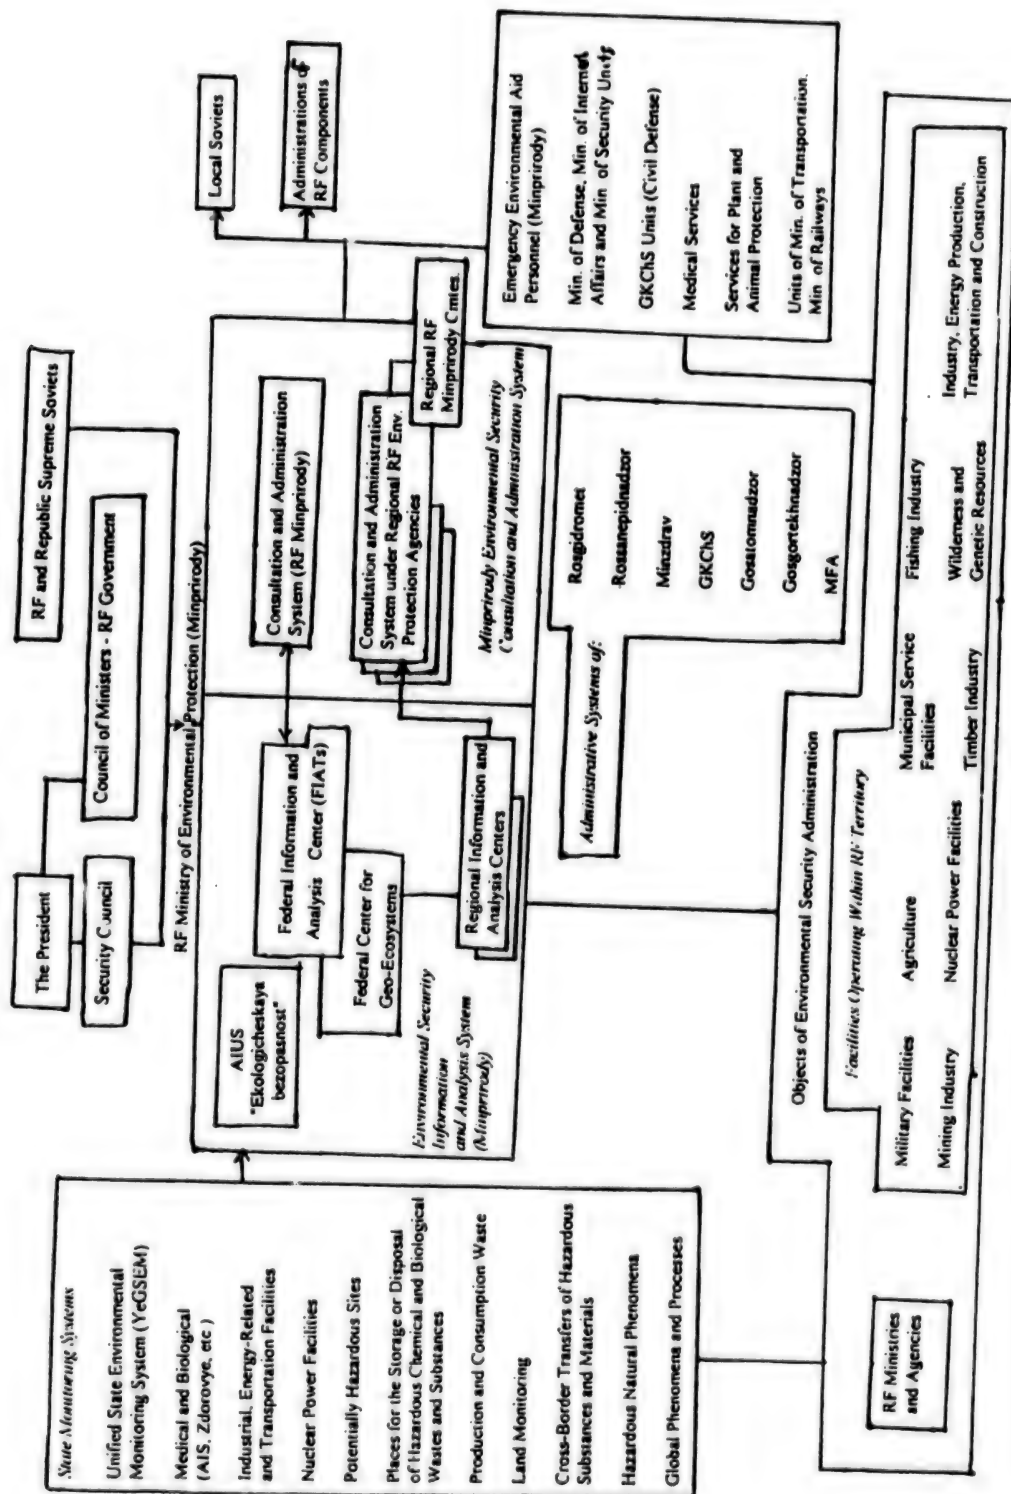 The President
Security Council
Council of Ministers - RF Government
RF and Republic Supreme Soviets
RF Ministry of Environmental Protection (Minprirody)
Local Soviets
Administrations of
RF Components
State Monitoring Systems
Unified State Environmental
Monitoring System (YeGSEM)
Medical and Biological
(AIS, Zdorovye, etc )
Industrial, Energy-Related
and Transportation Facilities
Nuclear Power Facilities
Potentially Hazardous Sites
Places for the Storage or Disposal
of Hazardous Chemical and Biological
Wastes and Substances
Production and Consumption Waste
Land Monitoring
Cross-Border Transfers of Hazardous
Substances and Materials
Hazardous Natural Phenomena
Global Phenomena and Processes
AIUS
"Ekologicheskaya
bezopasnost"
Federal Information and
Analysis Center (FIATs)
Federal Center for
Geo-Ecosystems
Environmental Security
Information
and Analysis System
(Minprirody)
Regional Information and
Analysis Centers
Consultation and Administration
System (RF Minprirody)
Consultation and Administration
System under Regional RF Env.
Protection Agencies
Regional RF
Minprirody Cmtes.
Minprirody Environmental Security
Consultation and Administration System
Administrative Systems of:
Rosgidromet
Rossanepidnadzor
Minzdrav
GKChS
Gosatomnadzor
Gosgortekhnadzor
MFA
Emergency Environmental Aid
Personnel (Minprirody)
Min. of Defense, Min. of Internal
Affairs and Min of Security Units
GKChS Units (Civil Defense)
Medical Services
Services for Plant and
Animal Protection
Units of Min. of Transportation,
Min of Railways
Objects of Environmental Security Administration
Facilities Operating Within RF Territory
Military Facilities
Agriculture
Municipal Service
Facilities
Fishing Industry
Industry, Energy Production,
Transportation and Construction
Mining Industry
Nuclear Power Facilities
Timber Industry
Wilderness and
Genetic Resources
RF Ministries
and Agencies